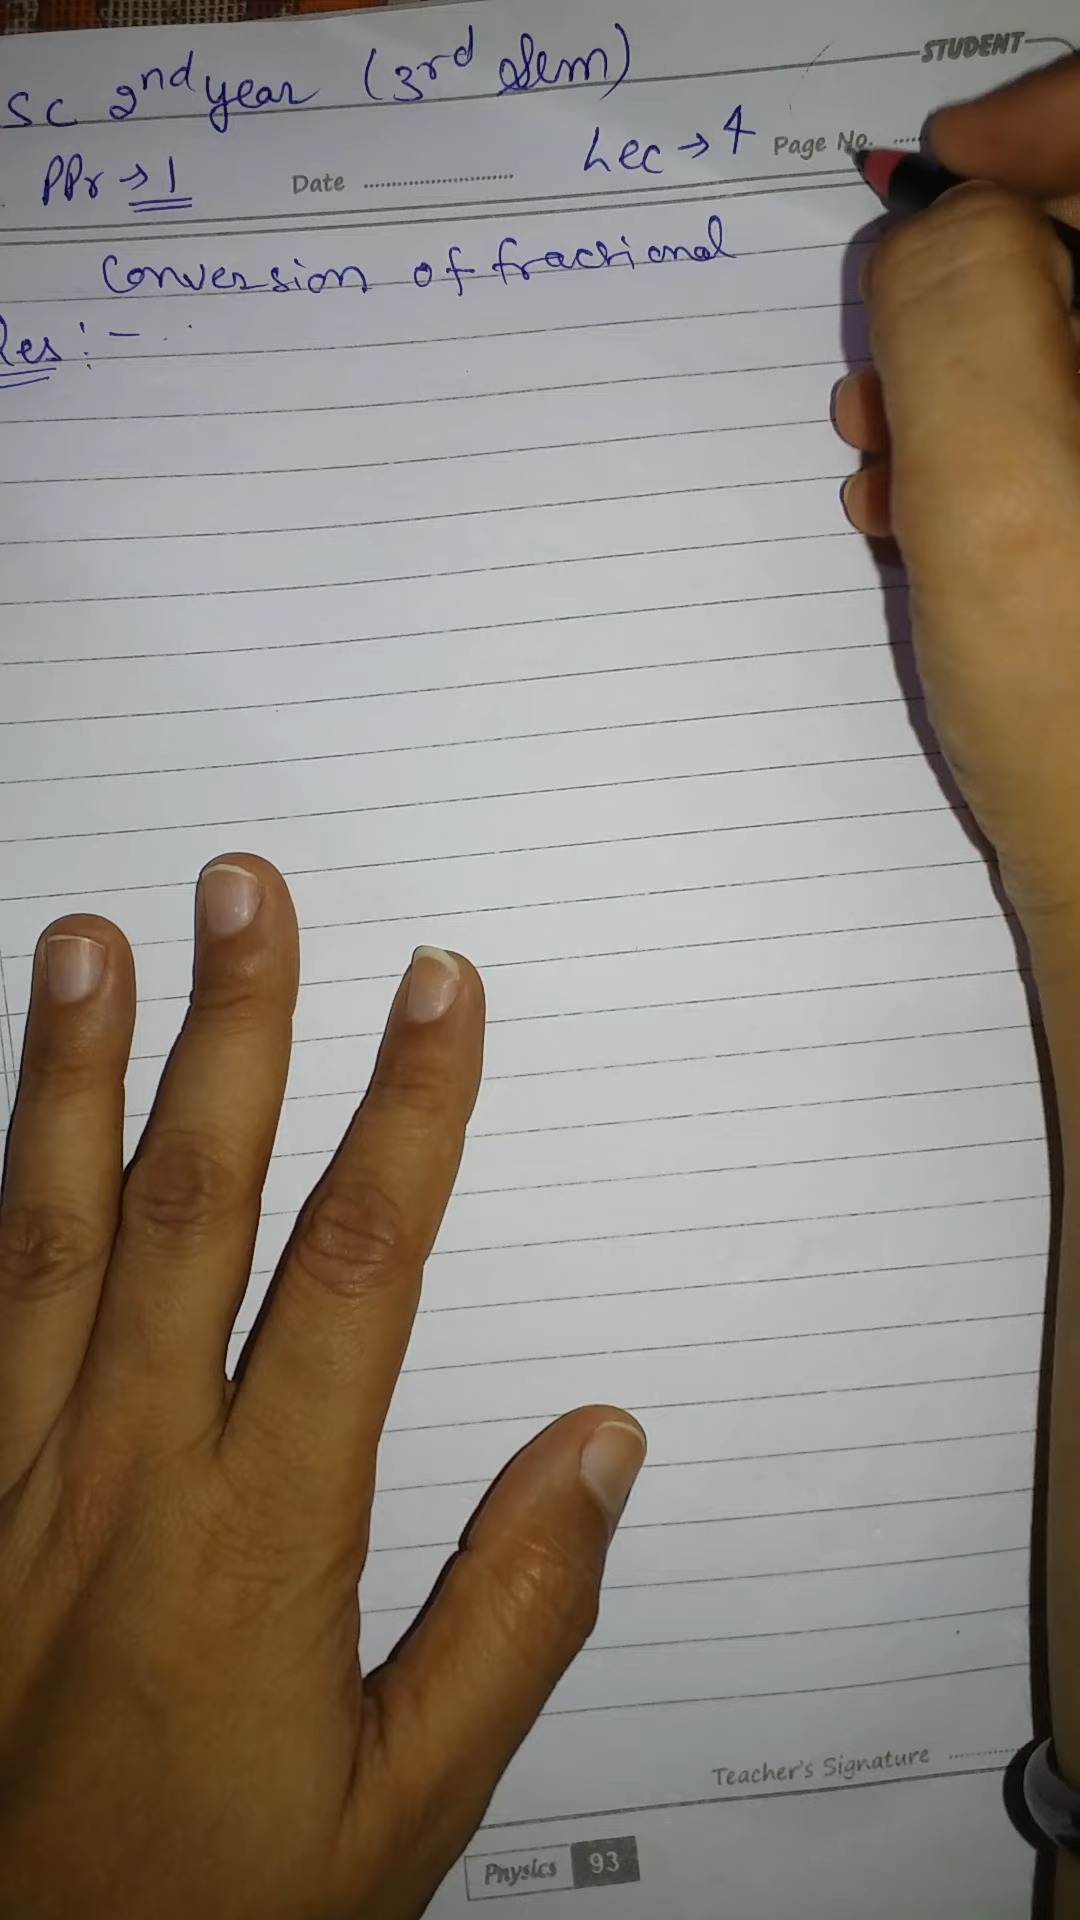 SC 2nd year (3rd Sem)
STUDENT
PPr → 1
Date
Lec → 4
Page No.
Conversion of fractional
les :-
Teacher's Signature
Physics 93